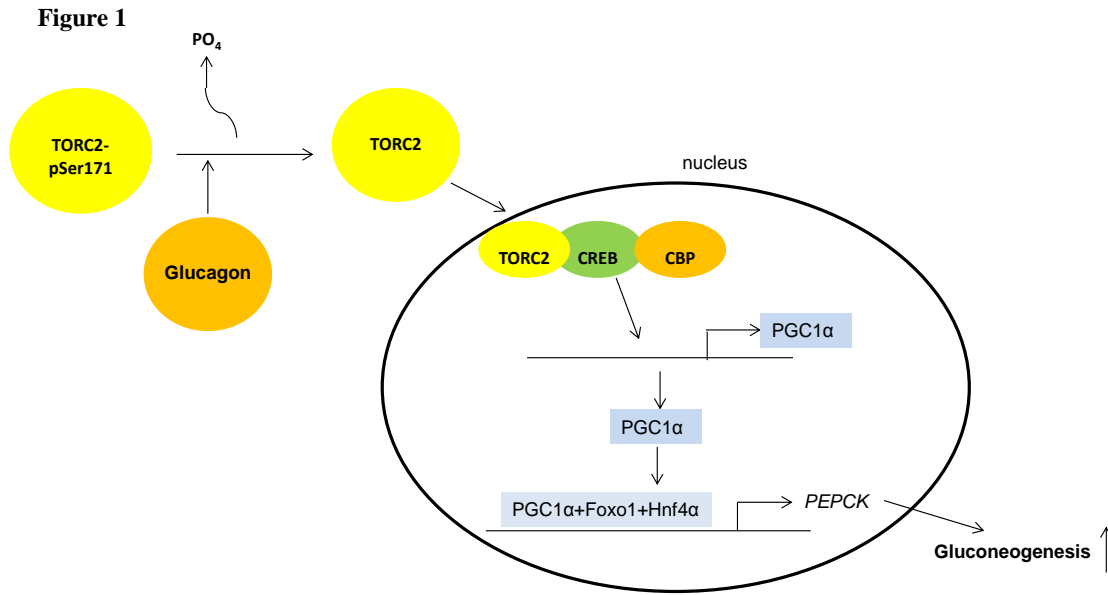 Figure 1
PO4
TORC2-
pSer171
TORC2
Glucagon
nucleus
TORC2
CREB
CBP
PGC1α
PGC1α
PGC1α+Foxo1+Hnf4α
PEPCK
Gluconeogenesis